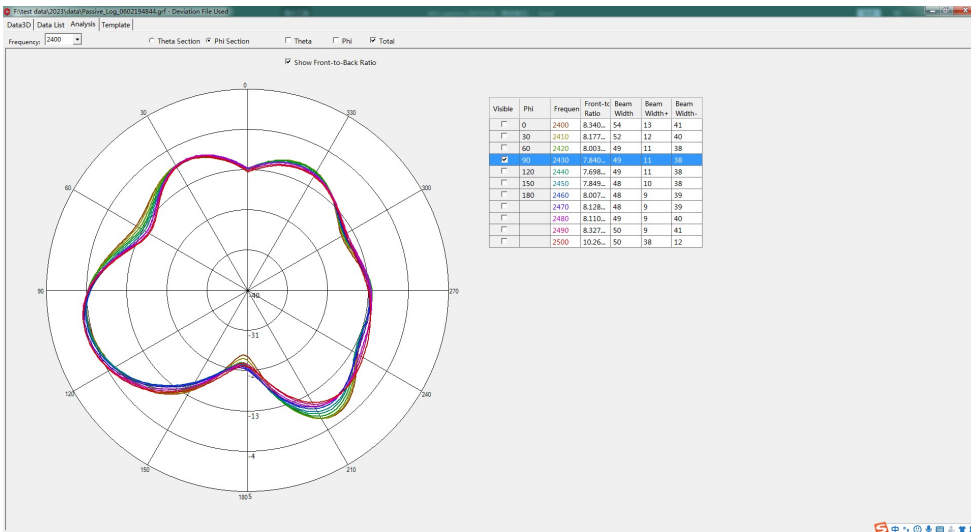 F:\test data\2023\data\Passive_Log_0602194844.grf - Deviation File Used
Data3D Data List Analysis Template
Frequency: 2400 Theta Section Phi Section Theta Phi Total
Show Front-to-Back Ratio
0
30 330
60 300
90 270
120 240
150 210
180
-40
-31
-13
-4
5
Visible Phi Frequen Front-tc Ratio Beam Width Beam Width+ Beam Width-
0 2400 8.340... 54 13 41
30 2410 8.177... 52 12 40
60 2420 8.003... 49 11 38
90 2430 7.840... 49 11 38
120 2440 7.698... 49 11 38
150 2450 7.849... 48 10 38
180 2460 8.007... 48 9 39
2470 8.128... 48 9 39
2480 8.110... 49 9 40
2490 8.327... 50 9 41
2500 10.26... 50 38 12
中